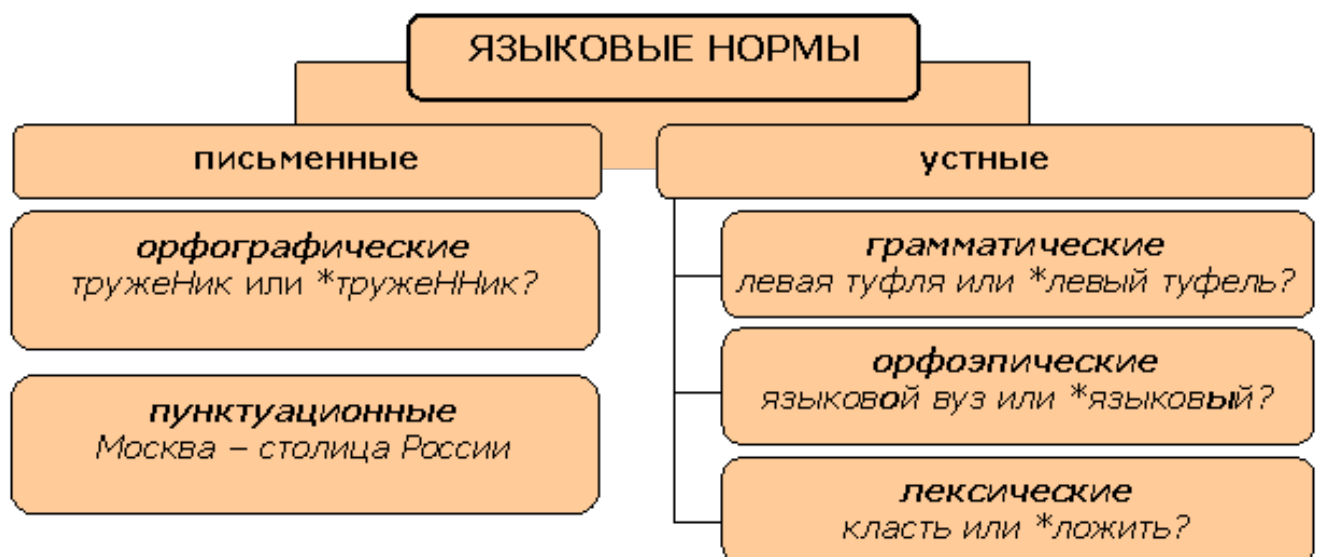 ЯЗЫКОВЫЕ НОРМЫ
письменные
орфографические
тружеНик или *тружеННик?
пунктуационные
Москва – столица России
устные
грамматические
левая туфля или *левый туфель?
орфоэпические
языковой вуз или *языковый?
лексические
класть или *ложить?